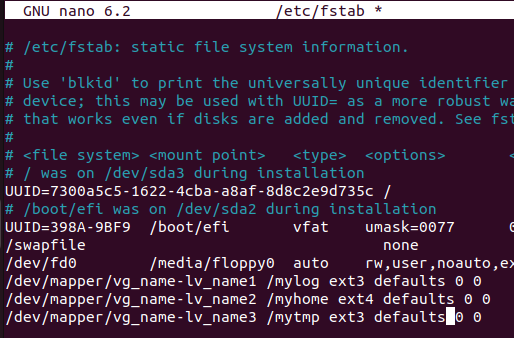 GNU nano 6.2 /etc/fstab *
# /etc/fstab: static file system information.
#
# Use 'blkid' to print the universally unique identifier
# device; this may be used with UUID= as a more robust
# that works even if disks are added and removed. See
#
# <file system> <mount point> <type> <options> <
# / was on /dev/sda3 during installation
UUID=7300a5c5-1622-4cba-a8af-8d8c2e9d735c /
# /boot/efi was on /dev/sda2 during installation
UUID=398A-9BF9 /boot/efi vfat umask=0077
/swapfile none
/dev/fd0 /media/floppy0 auto rw,user,noauto,ex
/dev/mapper/vg_name-lv_name1 /mylog ext3 defaults 0 0
/dev/mapper/vg_name-lv_name2 /myhome ext4 defaults 0 0
/dev/mapper/vg_name-lv_name3 /mytmp ext3 defaults 0 0